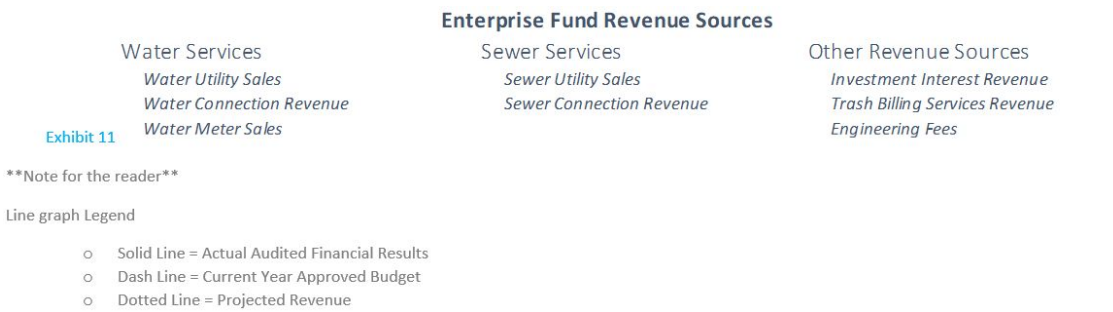 Enterprise Fund Revenue Sources
Water Services
Water Utility Sales
Water Connection Revenue
Water Meter Sales
Sewer Services
Sewer Utility Sales
Sewer Connection Revenue
Other Revenue Sources
Investment Interest Revenue
Trash Billing Services Revenue
Engineering Fees
Exhibit 11
**Note for the reader**
Line graph Legend
o Solid Line = Actual Audited Financial Results
o Dash Line = Current Year Approved Budget
o Dotted Line = Projected Revenue